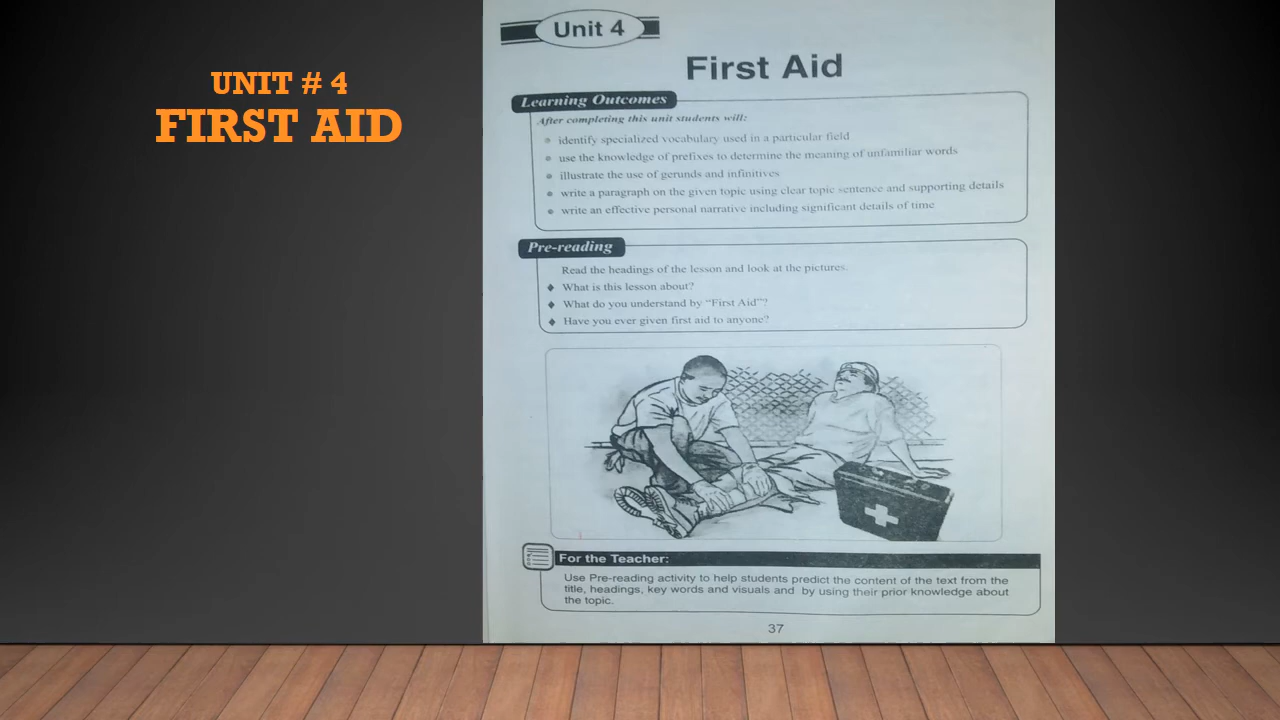 UNIT # 4
FIRST AID
Unit 4
First Aid
Learning Outcomes
After completing this unit students will:
identify specialized vocabulary used in a particular field
use the knowledge of prefixes to determine the meaning of unfamiliar words
illustrate the use of gerunds and infinitives
write a paragraph on the given topic using clear topic sentence and supporting details
write an effective personal narrative including significant details of time
Pre-reading
Read the headings of the lesson and look at the pictures.
What is this lesson about?
What do you understand by “First Aid”?
Have you ever given first aid to anyone?
For the Teacher:
Use Pre-reading activity to help students predict the content of the text from the
title, headings, key words and visuals and by using their prior knowledge about
the topic.
37